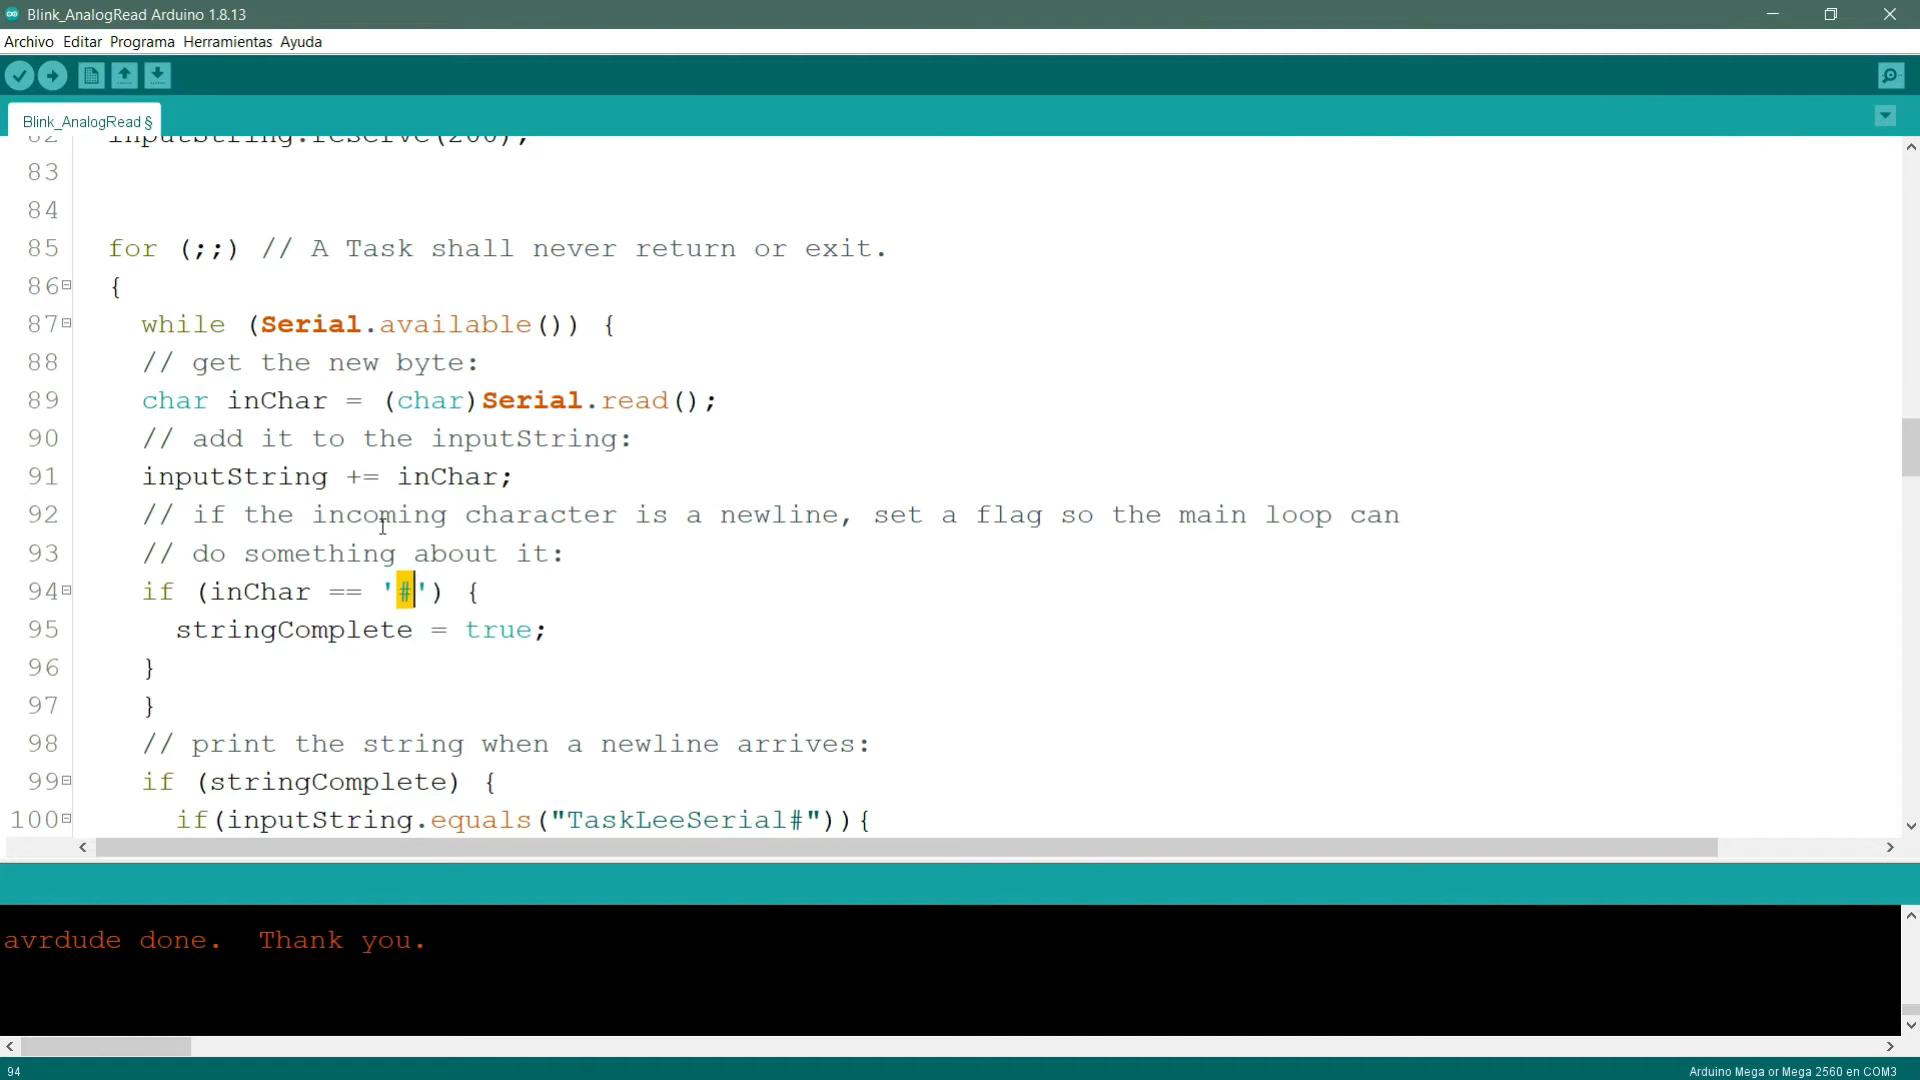 Blink_AnalogRead Arduino 1.8.13
Archivo Editar Programa Herramientas Ayuda
Blink_AnalogRead §
82 inputString.reserve(200);
83
84
85 for (;;) // A Task shall never return or exit.
86 {
87 while (Serial.available()) {
88 // get the new byte:
89 char inChar = (char)Serial.read();
90 // add it to the inputString:
91 inputString += inChar;
92 // if the incoming character is a newline, set a flag so the main loop can
93 // do something about it:
94 if (inChar == '#') {
95 stringComplete = true;
96 }
97 }
98 // print the string when a newline arrives:
99 if (stringComplete) {
100 if(inputString.equals("TaskLeeSerial#")){
avrdude done.  Thank you.
94
Arduino Mega or Mega 2560 en COM3